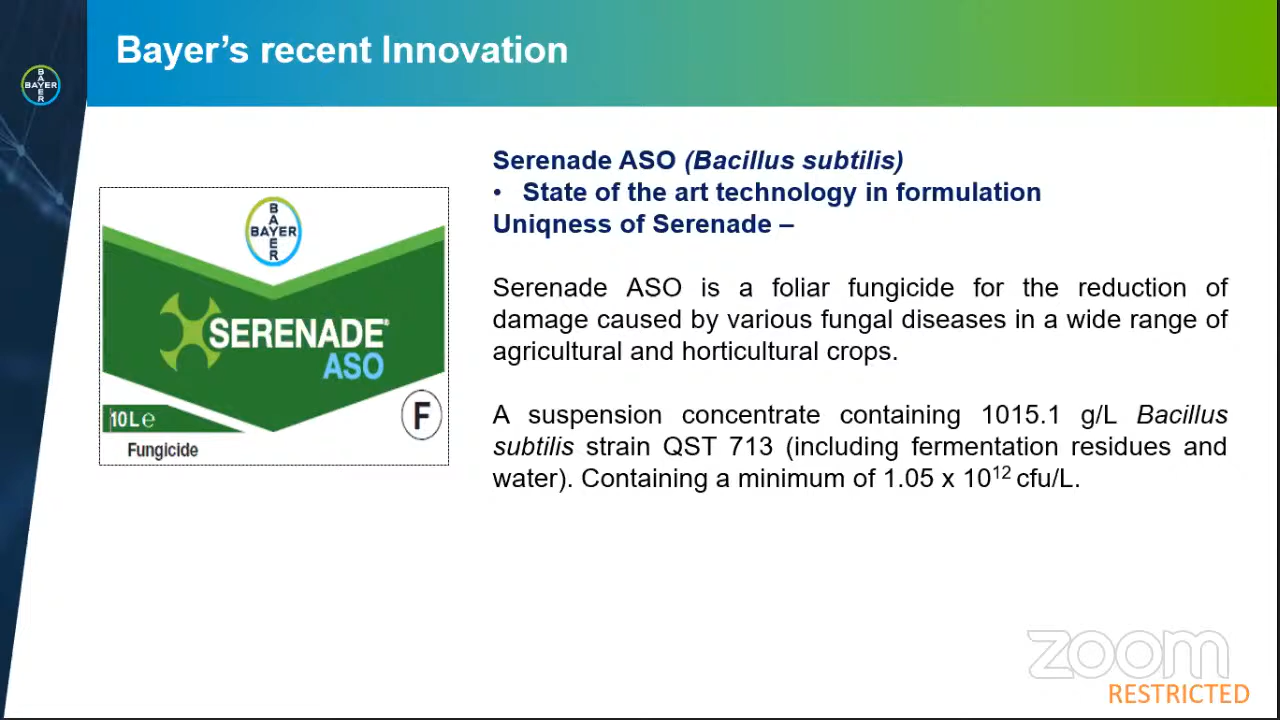 Bayer's recent Innovation
BAYER
BAYER
Serenade ASO (Bacillus subtilis)
• State of the art technology in formulation
Uniqness of Serenade –
BAYER
BAYER
SERENADE®
ASO
10 L e
F
Fungicide
Serenade ASO is a foliar fungicide for the reduction of
damage caused by various fungal diseases in a wide range of
agricultural and horticultural crops.
A suspension concentrate containing 1015.1 g/L Bacillus
subtilis strain QST 713 (including fermentation residues and
water). Containing a minimum of 1.05 x 10¹² cfu/L.
zoom
RESTRICTED